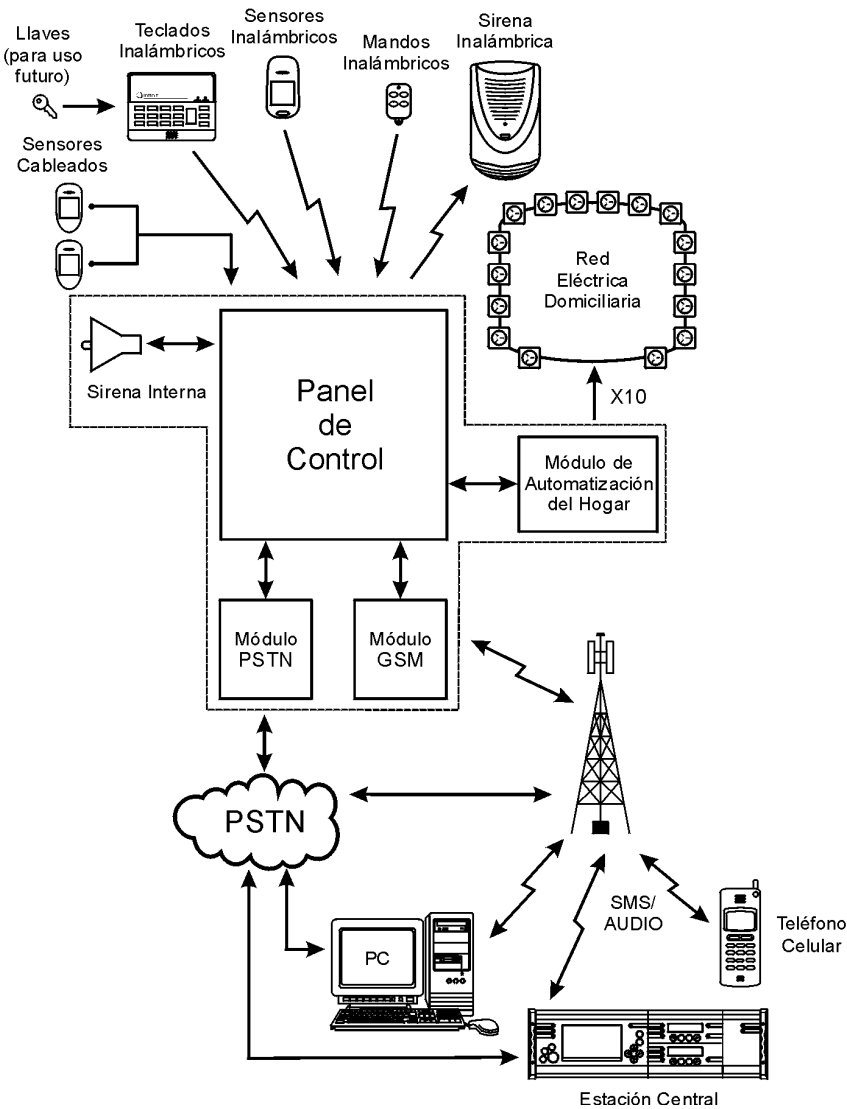 Llaves
(para uso
futuro)
Teclados
Inalámbricos
Sensores
Inalámbricos
Mandos
Inalámbricos
Sirena
Inalámbrica
Sensores
Cableados
Red
Eléctrica
Domiciliaria
Sirena Interna
Panel
de
Control
X10
Módulo de
Automatización
del Hogar
Módulo
PSTN
Módulo
GSM
PSTN
SMS/
AUDIO
Teléfono
Celular
PC
Estación Central